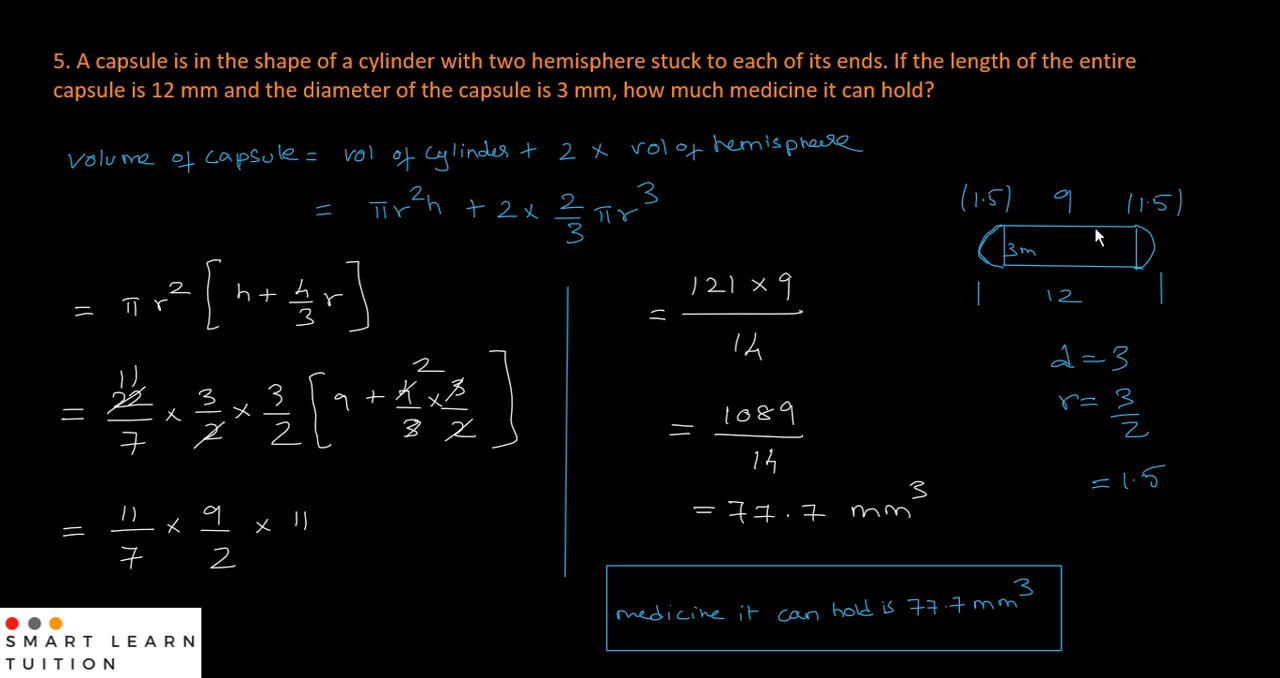 5. A capsule is in the shape of a cylinder with two hemisphere stuck to each of its ends. If the length of the entire
capsule is 12 mm and the diameter of the capsule is 3 mm, how much medicine it can hold?
volume of capsule = vol of cylinder + 2 × vol of hemisphere
= πr²h + 2 × 2/3 πr³
= πr² [h + 4/3 r]
= 11 22/7 × 3/2 × 3/2 [9 + 4/3 × 3/2 2]
= 11/7 × 9/2 × 11
= 121 × 9 / 14
= 1089 / 14
= 77.7 mm³
medicine it can hold is 77.7 mm³
(1.5) 9 (1.5)
3m
12
d = 3
r = 3/2
= 1.5
SMART LEARN
TUITION